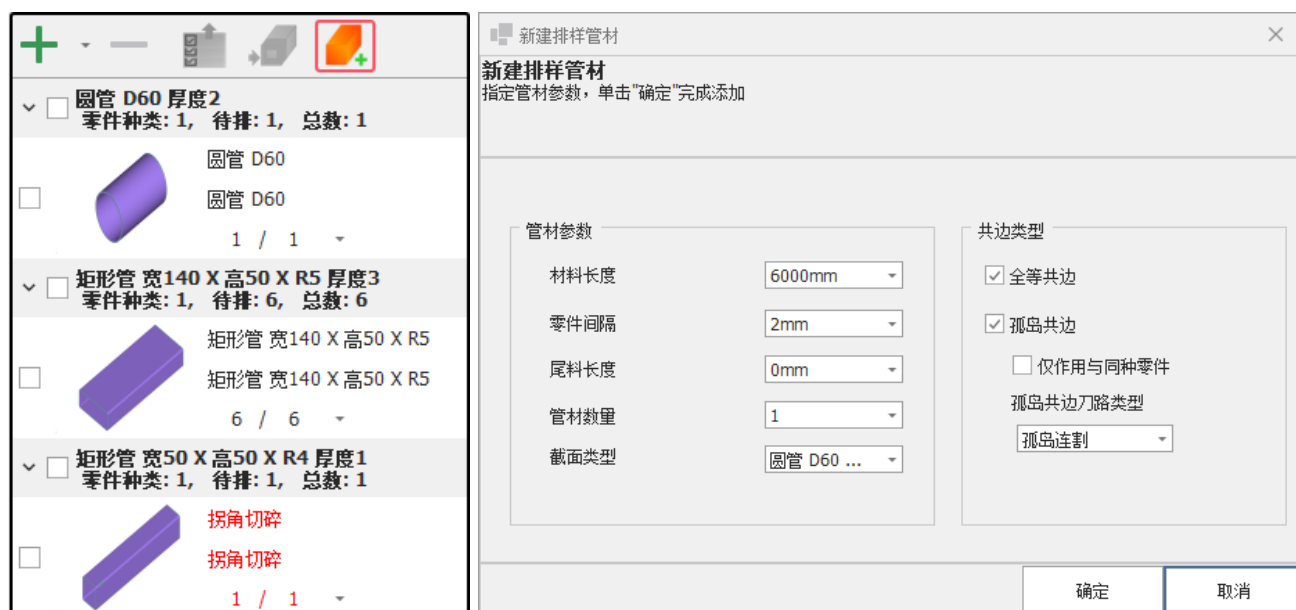 圆管 D60 厚度2
零件种类: 1, 待排: 1, 总数: 1
圆管 D60
圆管 D60
1 / 1
矩形管 宽140 X 高50 X R5 厚度3
零件种类: 1, 待排: 6, 总数: 6
矩形管 宽140 X 高50 X R5
矩形管 宽140 X 高50 X R5
6 / 6
矩形管 宽50 X 高50 X R4 厚度1
零件种类: 1, 待排: 1, 总数: 1
拐角切碎
拐角切碎
1 / 1
新建排样管材
新建排样管材
指定管材参数，单击"确定"完成添加
管材参数
材料长度 6000mm
零件间隔 2mm
尾料长度 0mm
管材数量 1
截面类型 圆管 D60 ...
共边类型
全等共边
孤岛共边
仅作用与同种零件
孤岛共边刀路类型
孤岛连割
确定 取消